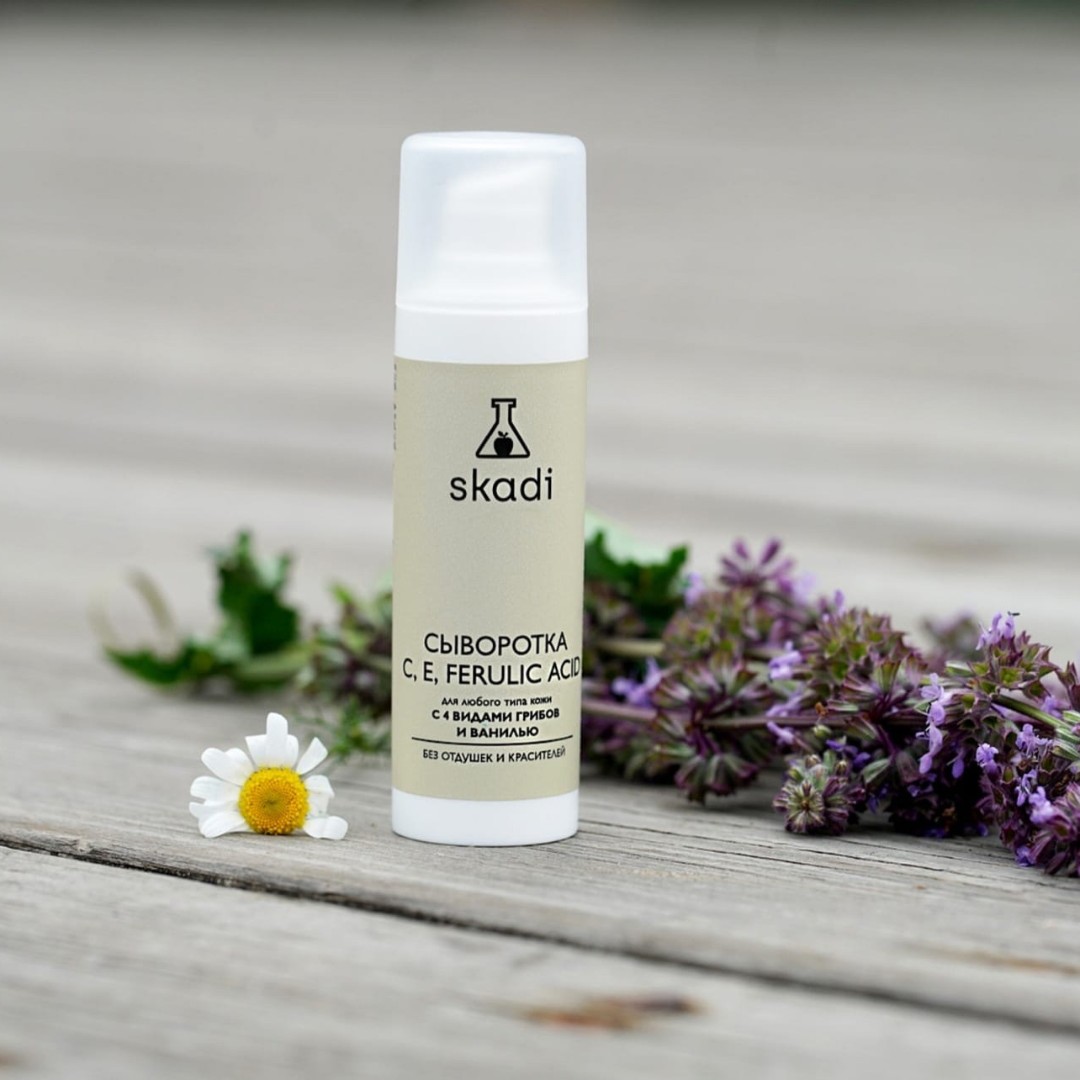 skadi
СЫВОРОТКА
C, E, FERULIC ACID
для любого типа кожи
С 4 ВИДАМИ ГРИБОВ
И ВАНИЛЬЮ
БЕЗ ОТДУШЕК И КРАСИТЕЛЕЙ